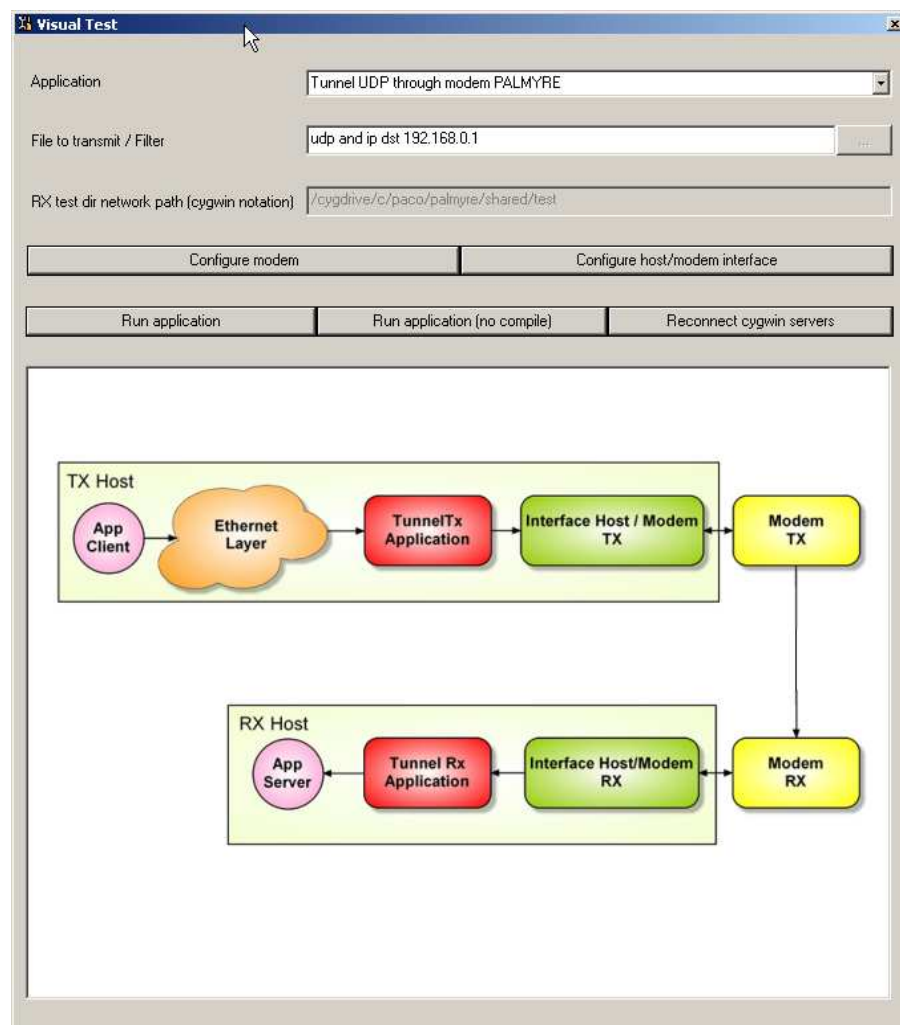 Visual Test
Application
Tunnel UDP through modem PALMYRE
File to transmit / Filter
udp and ip dst 192.168.0.1
...
RX test dir network path (cygwin notation)
/cygdrive/c/paco/palmyre/shared/test
Configure modem
Configure host/modem interface
Run application
Run application (no compile)
Reconnect cygwin servers
TX Host
App
Client
Ethernet
Layer
TunnelTx
Application
Interface Host / Modem
TX
Modem
TX
RX Host
App
Server
Tunnel Rx
Application
Interface Host/Modem
RX
Modem
RX